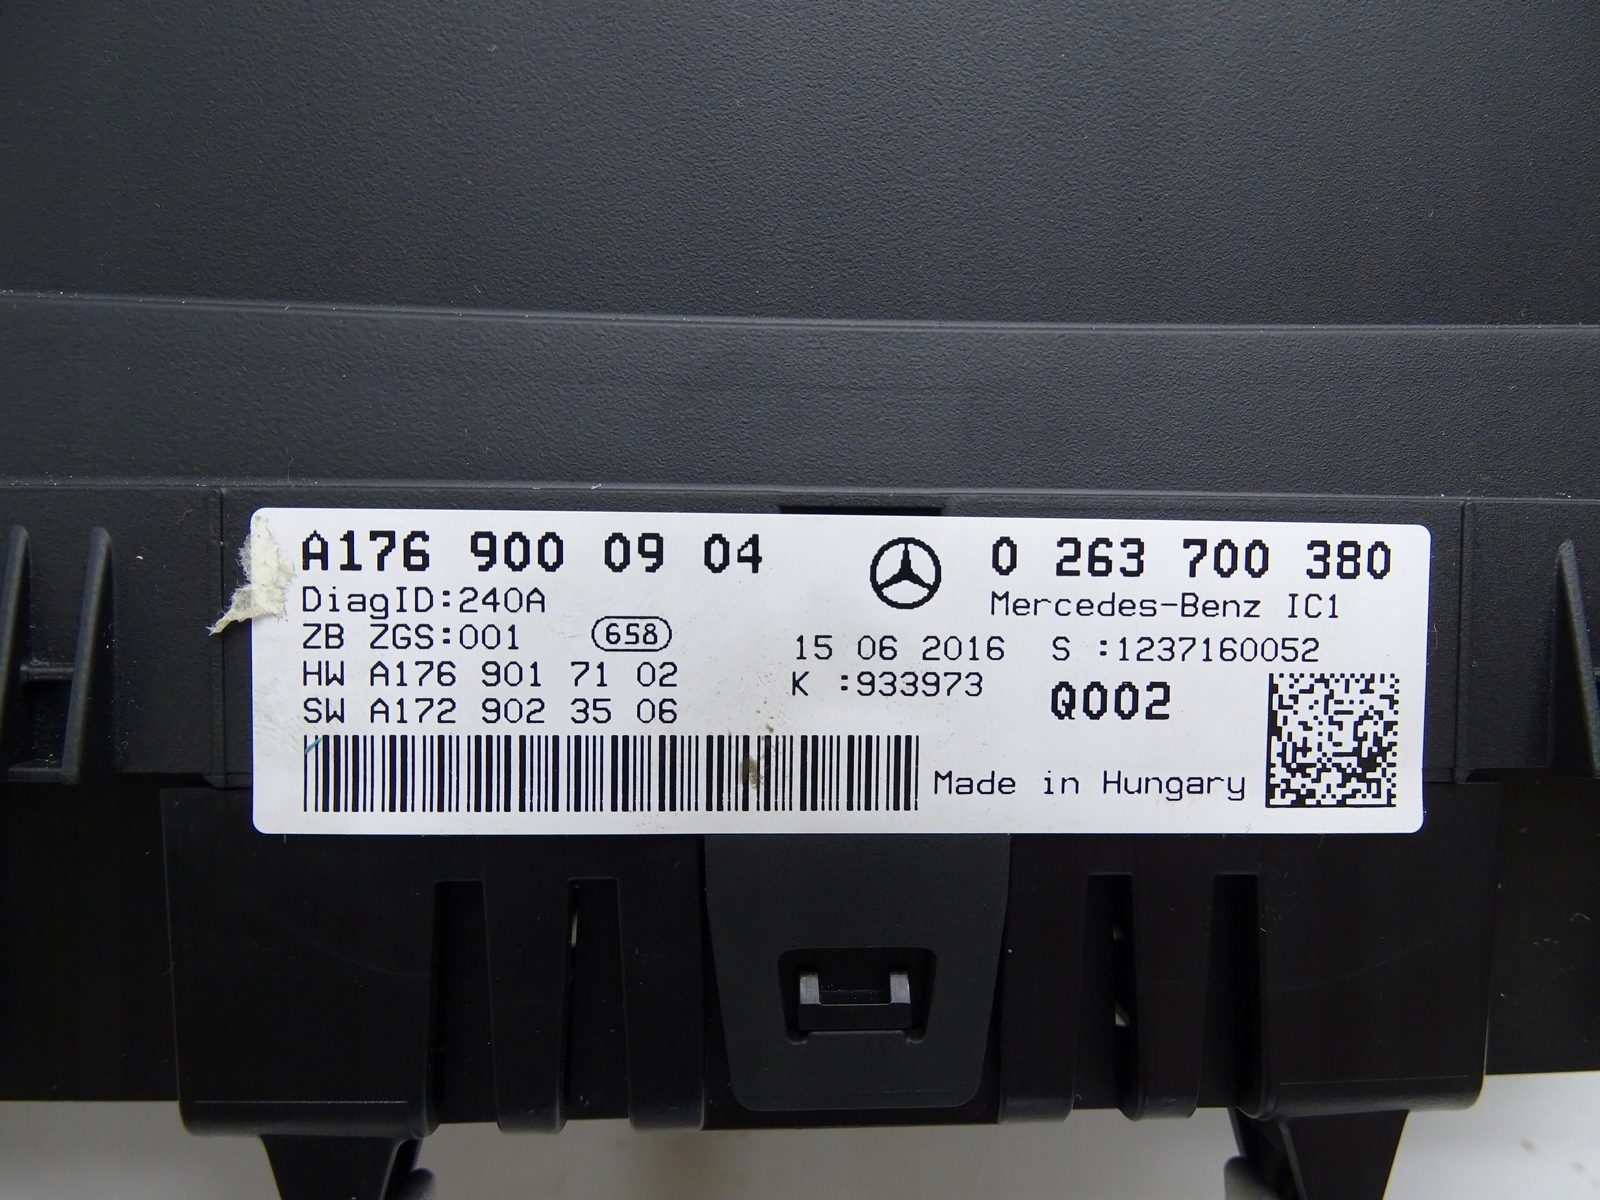 A176 900 09 04
DiagID:240A
ZB ZGS:001 658
HW A176 901 71 02
SW A172 902 35 06
0 263 700 380
Mercedes-Benz IC1
15 06 2016 S :1237160052
K :933973
Q002
Made in Hungary